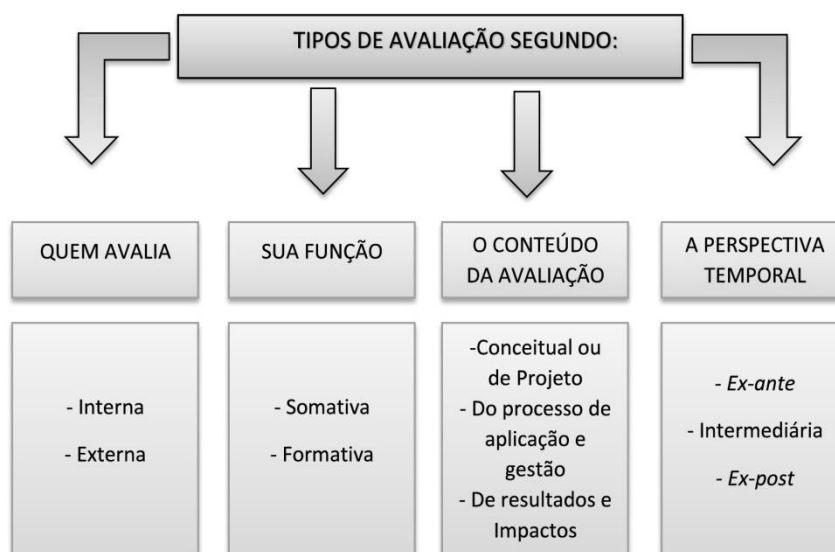 TIPOS DE AVALIAÇÃO SEGUNDO:
QUEM AVALIA
SUA FUNÇÃO
O CONTEÚDO
DA AVALIAÇÃO
A PERSPECTIVA
TEMPORAL
- Interna
- Externa
- Somativa
- Formativa
-Conceitual ou
de Projeto
- Do processo de
aplicação e
gestão
- De resultados e
Impactos
- Ex-ante
- Intermediária
- Ex-post